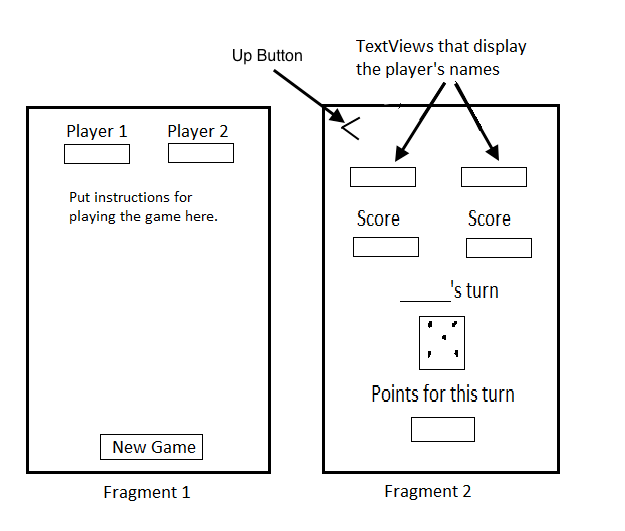 Up Button
TextViews that display
the player's names
Player 1 Player 2
Put instructions for
playing the game here.
New Game
Fragment 1
Score Score
_____'s turn
Points for this turn
Fragment 2